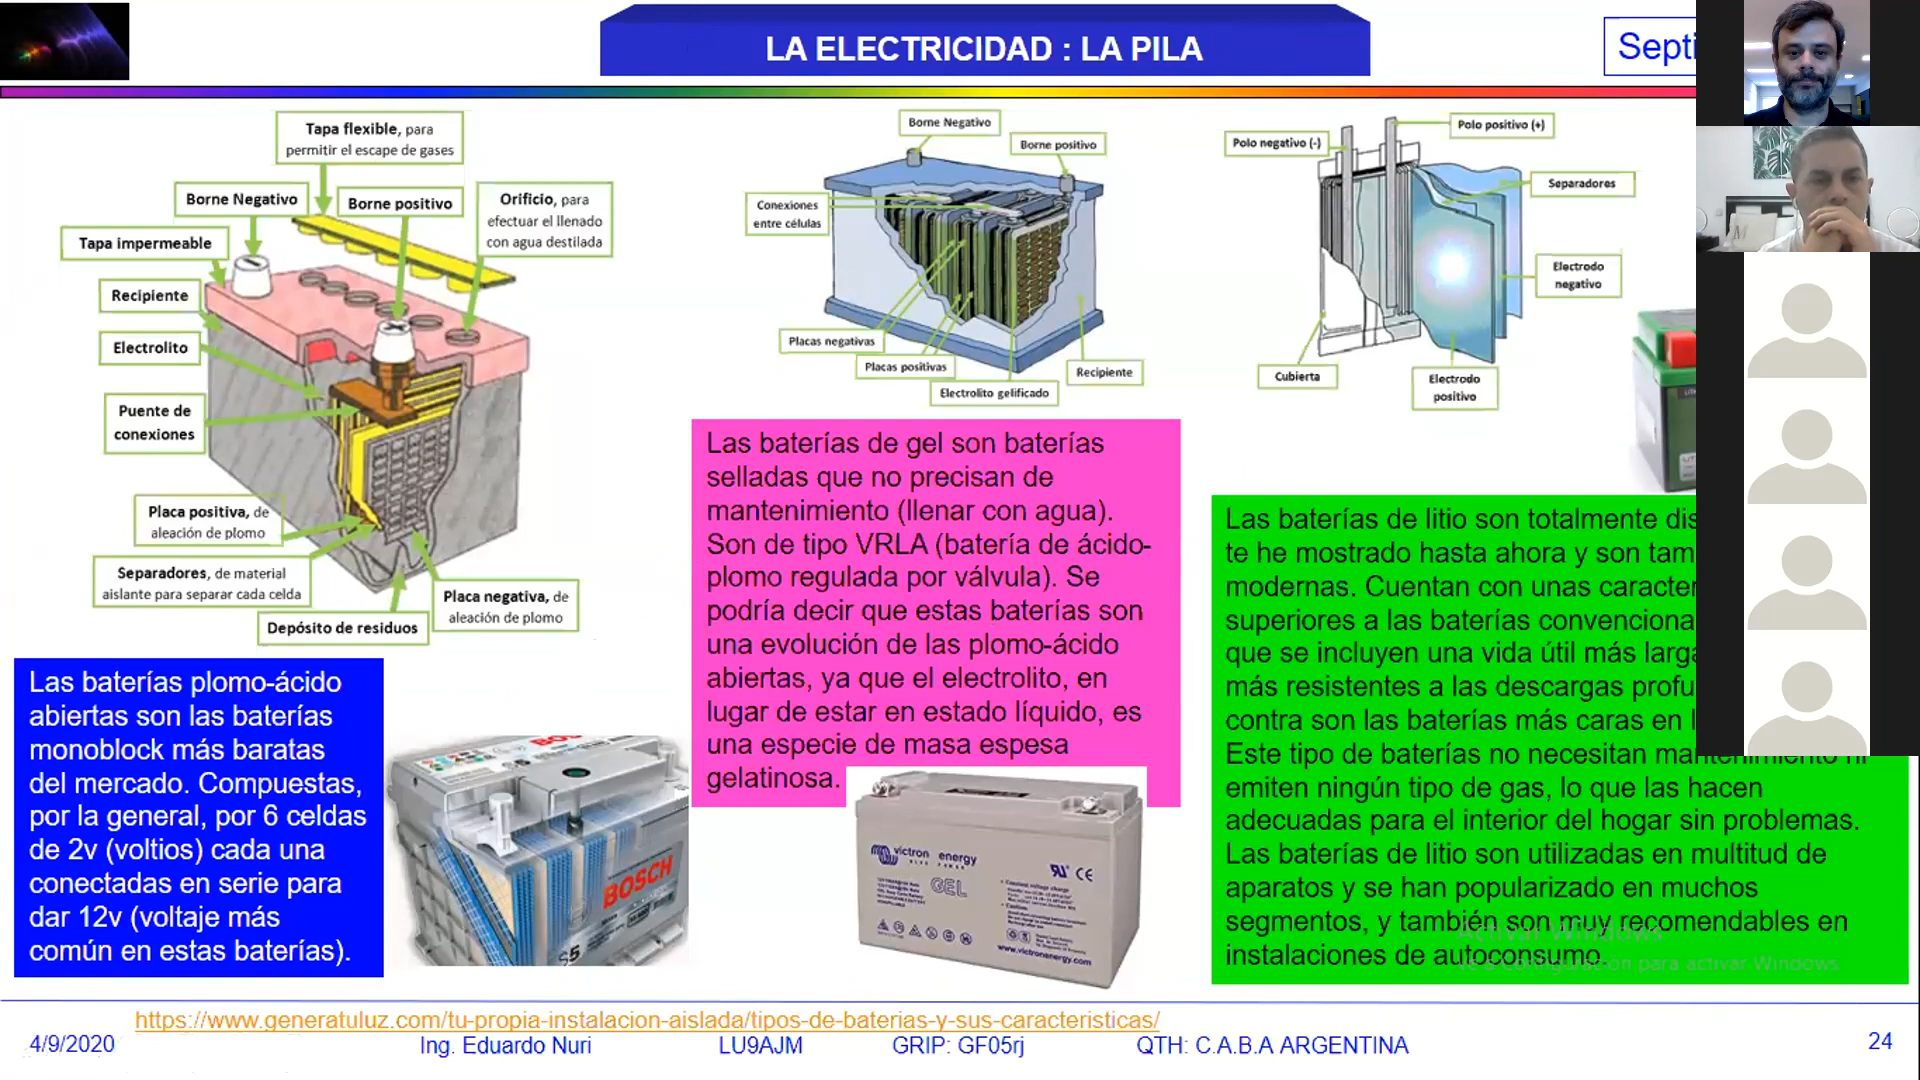 LA ELECTRICIDAD : LA PILA
Septi
Tapa flexible, para
permitir el escape de gases
Borne Negativo
Borne positivo
Orificio, para
efectuar el llenado
con agua destilada
Tapa impermeable
Recipiente
Electrolito
Puente de
conexiones
Placa positiva, de
aleación de plomo
Separadores, de material
aislante para separar cada celda
Depósito de residuos
Placa negativa, de
aleación de plomo
Borne Negativo
Borne positivo
Conexiones
entre células
Placas negativas
Placas positivas
Electrolito gelificado
Recipiente
Polo negativo (-)
Polo positivo (+)
Separadores
Electrodo
negativo
Cubierta
Electrodo
positivo
Las baterías plomo-ácido
abiertas son las baterías
monoblock más baratas
del mercado. Compuestas,
por la general, por 6 celdas
de 2v (voltios) cada una
conectadas en serie para
dar 12v (voltaje más
común en estas baterías).
BOSCH
S5
Las baterías de gel son baterías
selladas que no precisan de
mantenimiento (llenar con agua).
Son de tipo VRLA (batería de ácido-
plomo regulada por válvula). Se
podría decir que estas baterías son
una evolución de las plomo-ácido
abiertas, ya que el electrolito, en
lugar de estar en estado líquido, es
una especie de masa espesa
gelatinosa.
victron energy
BLUE POWER
GEL
www.victronenergy.com
Las baterías de litio son totalmente dis
te he mostrado hasta ahora y son tam
modernas. Cuentan con unas caracter
superiores a las baterías convenciona
que se incluyen una vida útil más larga
más resistentes a las descargas profu
contra son las baterías más caras en l
Este tipo de baterías no necesitan mantenimiento ni
emiten ningún tipo de gas, lo que las hacen
adecuadas para el interior del hogar sin problemas.
Las baterías de litio son utilizadas en multitud de
aparatos y se han popularizado en muchos
segmentos, y también son muy recomendables en
instalaciones de autoconsumo.
Activar Windows
Ve a Configuración para activar Windows.
https://www.generatuluz.com/tu-propia-instalacion-aislada/tipos-de-baterias-y-sus-caracteristicas/
4/9/2020
Ing. Eduardo Nuri
LU9AJM
GRIP: GF05rj
QTH: C.A.B.A ARGENTINA
24